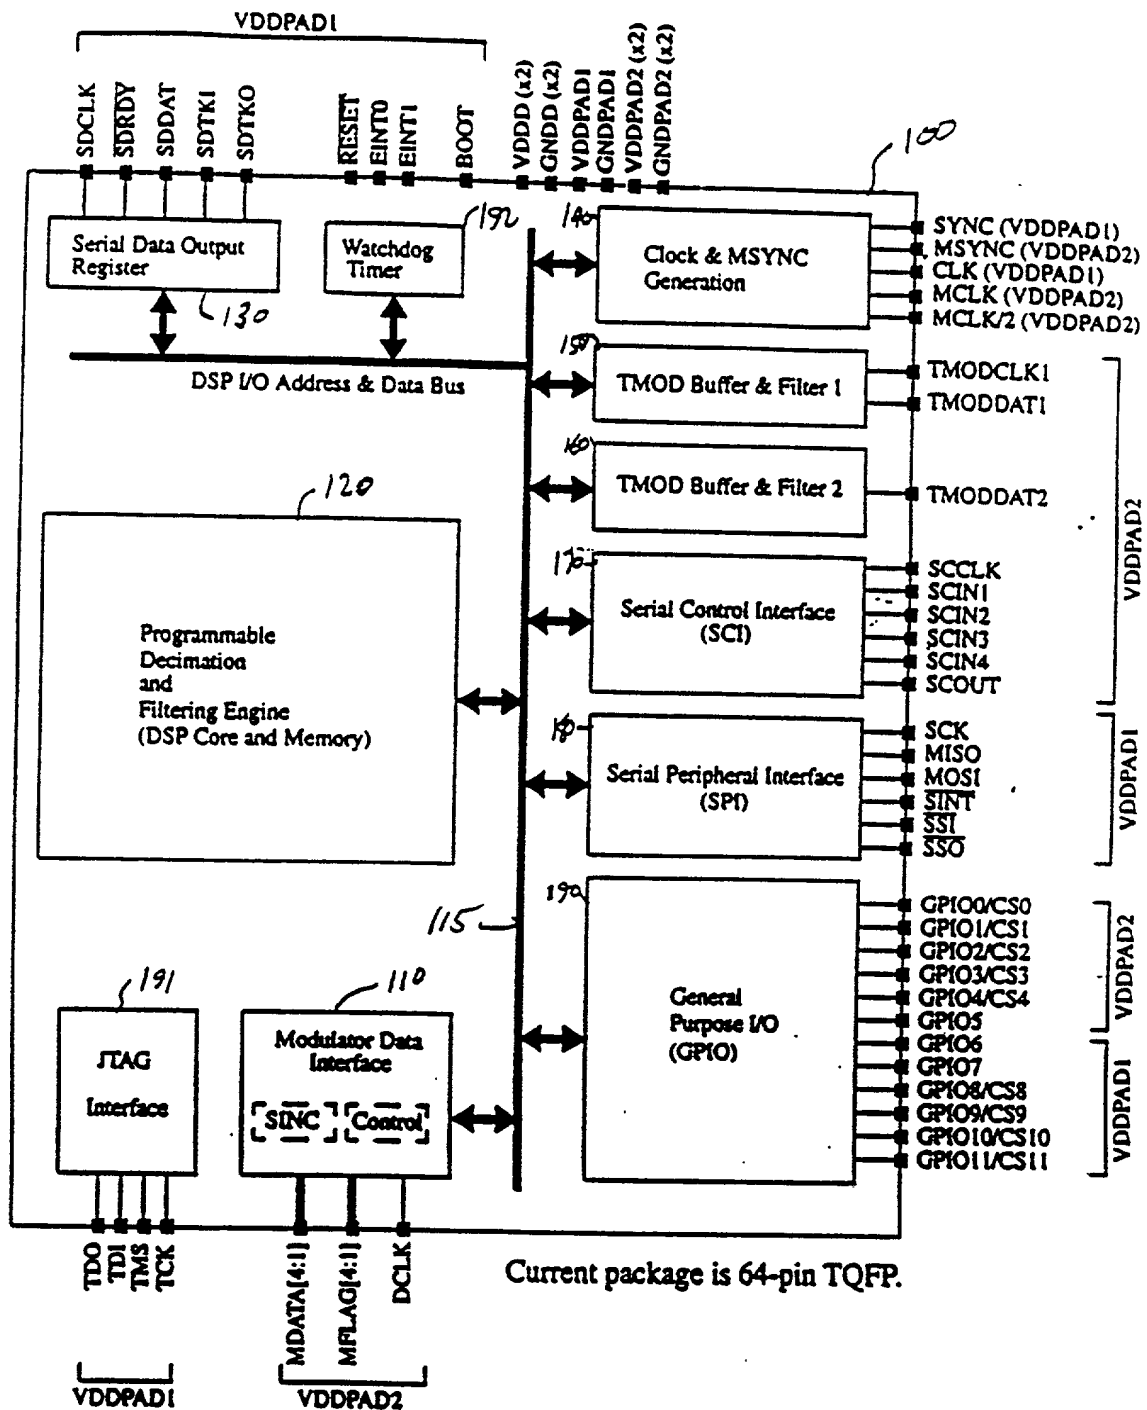 VDDPAD1
SDCLK
SDRDY
SDDAT
SDTKI
SDTKO
RESET
EINT0
EINT1
BOOT
VDDD (x2)
GNDD (x2)
VDDPAD1
GNDPAD1
VDDPAD2 (x2)
GNDPAD2 (x2)
100
Serial Data Output
Register
130
Watchdog
Timer
192
DSP I/O Address & Data Bus
140
Clock & MSYNC
Generation
SYNC (VDDPAD1)
MSYNC (VDDPAD2)
CLK (VDDPAD1)
MCLK (VDDPAD2)
MCLK/2 (VDDPAD2)
150
TMOD Buffer & Filter 1
TMODCLK1
TMODDAT1
160
TMOD Buffer & Filter 2
TMODDAT2
120
Programmable
Decimation
and
Filtering Engine
(DSP Core and Memory)
170
Serial Control Interface
(SCI)
SCCLK
SCIN1
SCIN2
SCIN3
SCIN4
SCOUT
VDDPAD2
180
Serial Peripheral Interface
(SPI)
SCK
MISO
MOSI
SINT
SSI
SSO
VDDPAD1
115
190
General
Purpose I/O
(GPIO)
GPIO0/CS0
GPIO1/CS1
GPIO2/CS2
GPIO3/CS3
GPIO4/CS4
GPIO5
GPIO6
GPIO7
GPIO8/CS8
GPIO9/CS9
GPIO10/CS10
GPIO11/CS11
VDDPAD2
VDDPAD1
191
JTAG
Interface
110
Modulator Data
Interface
SINC
Control
TDO
TDI
TMS
TCK
MDATA[4:1]
MFLAG[4:1]
DCLK
VDDPAD1
VDDPAD2
Current package is 64-pin TQFP.